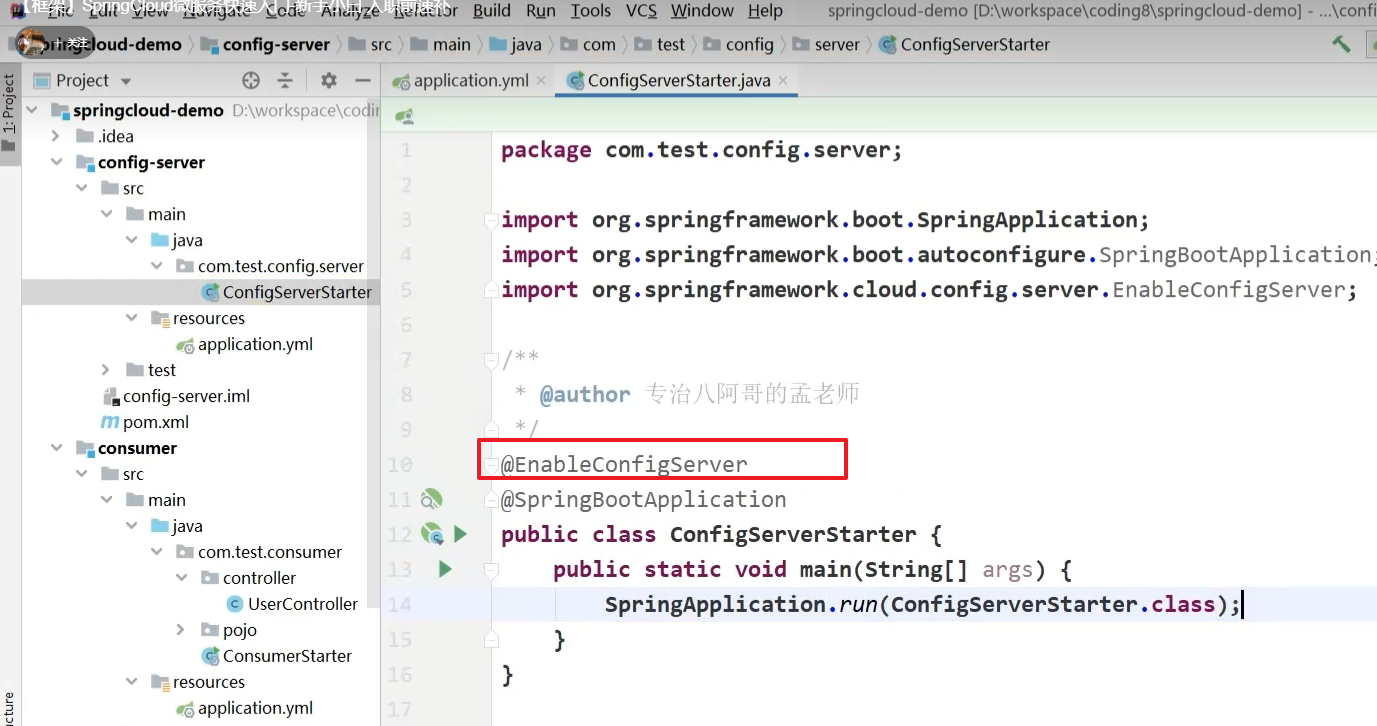 【框架】SpringCloud微服务快速入门 | 新手小白 入职前速补
File Edit View Navigate Code Analyze Refactor Build Run Tools VCS Window Help springcloud-demo [D:\workspace\coding8\springcloud-demo] - ...\confi
+ 关注
springcloud-demo config-server src main java com test config server ConfigServerStarter
Project
application.yml
ConfigServerStarter.java
1: Project
springcloud-demo D:\workspace\codin
.idea
config-server
src
main
java
com.test.config.server
ConfigServerStarter
resources
application.yml
test
config-server.iml
pom.xml
consumer
src
main
java
com.test.consumer
controller
UserController
pojo
ConsumerStarter
resources
application.yml
ucture
1 package com.test.config.server;
2
3 import org.springframework.boot.SpringApplication;
4 import org.springframework.boot.autoconfigure.SpringBootApplication;
5 import org.springframework.cloud.config.server.EnableConfigServer;
6
7 /**
8 * @author 专治八阿哥的孟老师
9 */
10 @EnableConfigServer
11 @SpringBootApplication
12 public class ConfigServerStarter {
13 public static void main(String[] args) {
14 SpringApplication.run(ConfigServerStarter.class);
15 }
16 }
17